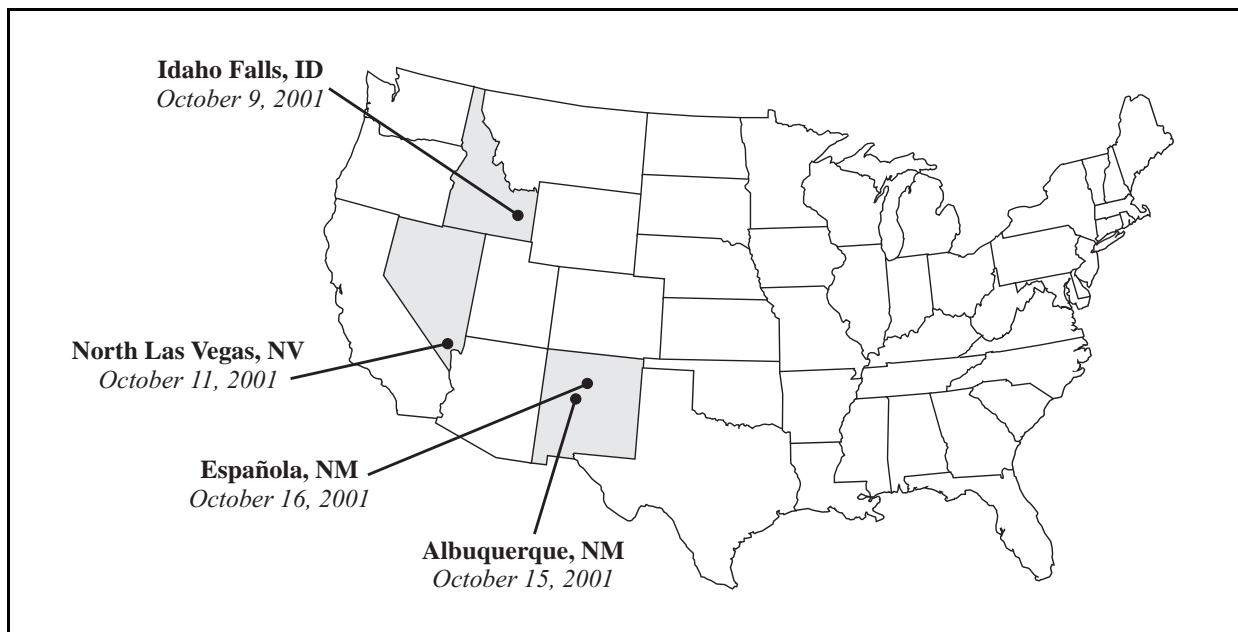 Idaho Falls, ID
October 9, 2001
North Las Vegas, NV
October 11, 2001
Española, NM
October 16, 2001
Albuquerque, NM
October 15, 2001